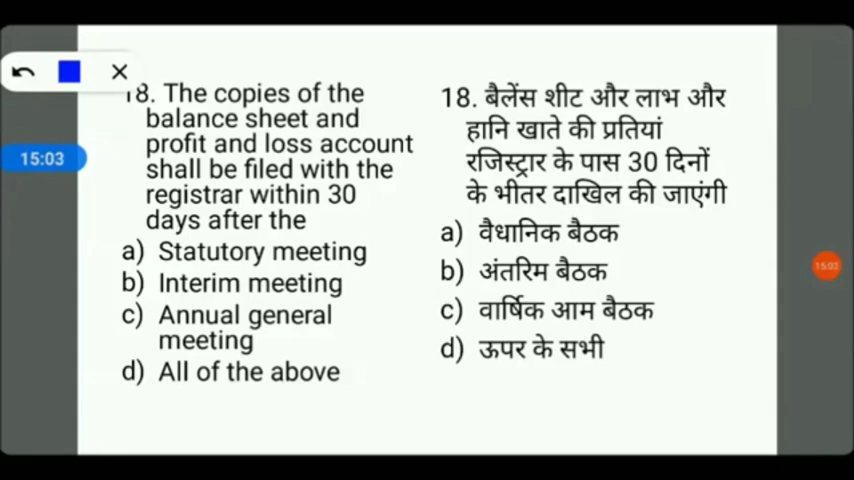 18. The copies of the
balance sheet and
profit and loss account
shall be filed with the
registrar within 30
days after the
a) Statutory meeting
b) Interim meeting
c) Annual general
meeting
d) All of the above
18. बैलेंस शीट और लाभ और
हानि खाते की प्रतियां
रजिस्ट्रार के पास 30 दिनों
के भीतर दाखिल की जाएंगी
a) वैधानिक बैठक
b) अंतरिम बैठक
c) वार्षिक आम बैठक
d) ऊपर के सभी
15:03
15:03